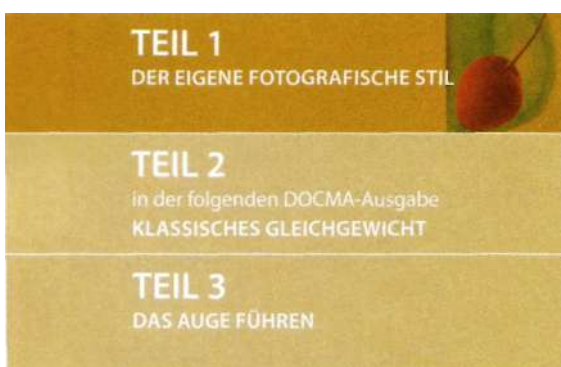 TEIL 1
DER EIGENE FOTOGRAFISCHE STIL
TEIL 2
in der folgenden DOCMA-Ausgabe
KLASSISCHES GLEICHGEWICHT
TEIL 3
DAS AUGE FÜHREN